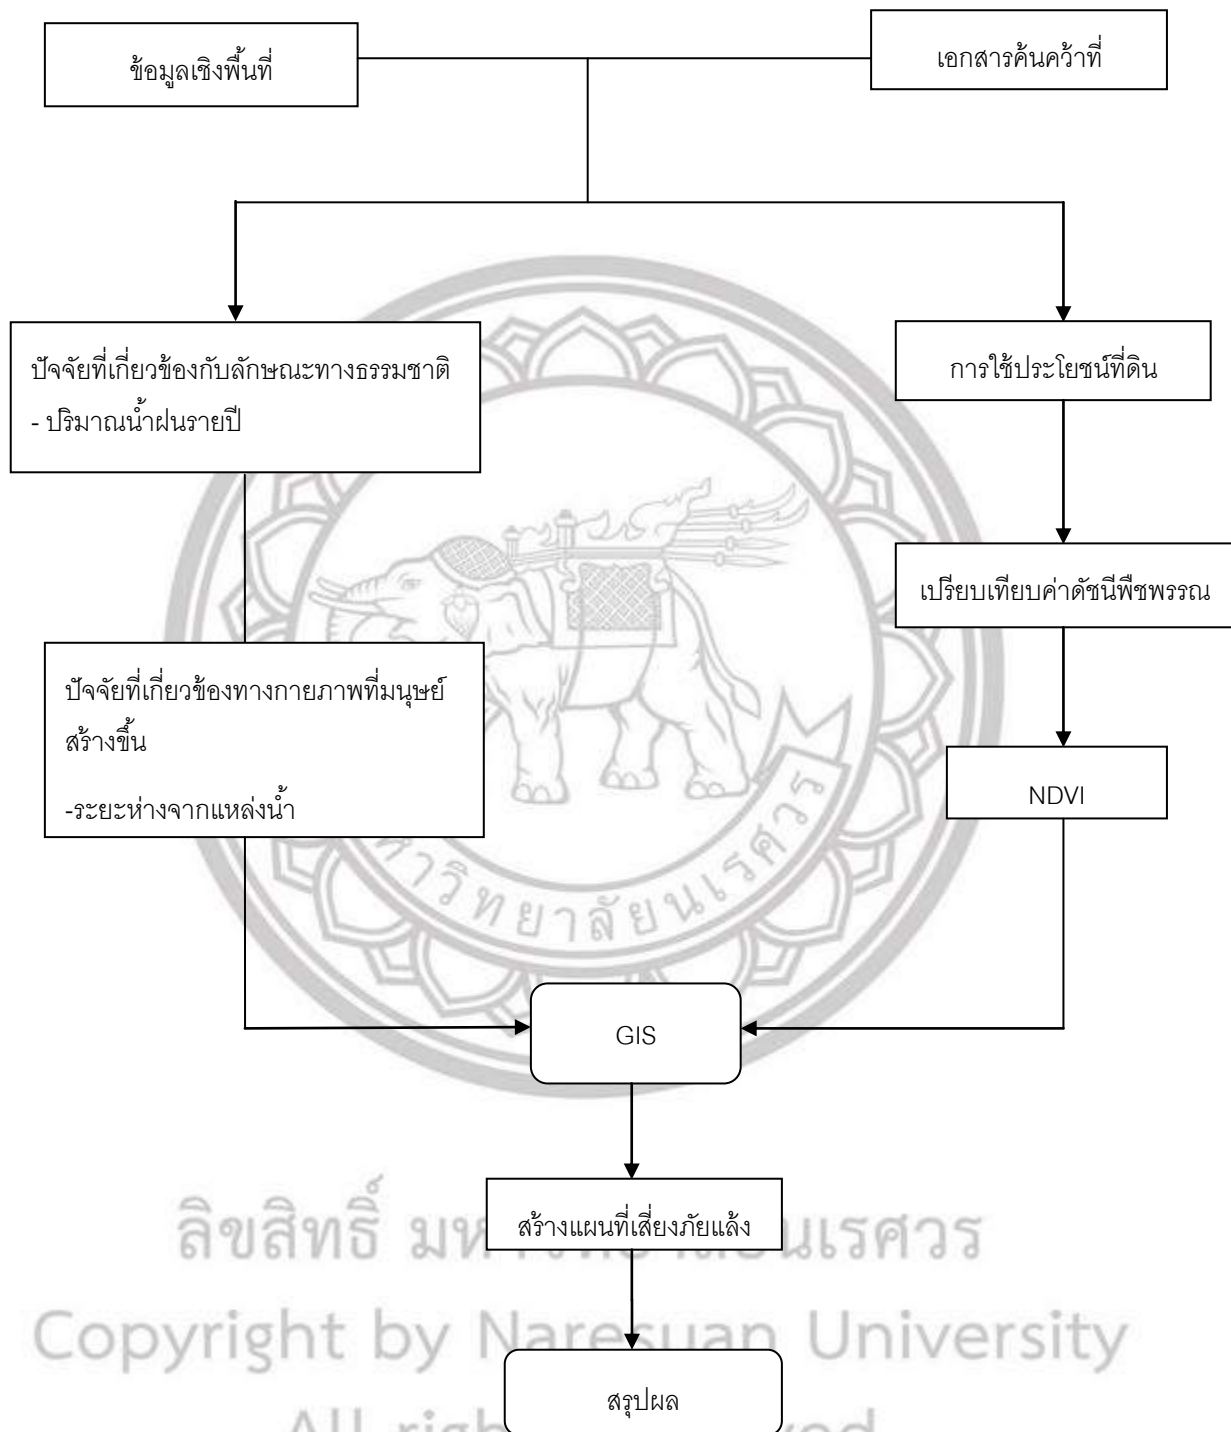 ข้อมูลเชิงพื้นที่
เอกสารค้นคว้าที่
ปัจจัยที่เกี่ยวข้องกับลักษณะทางธรรมชาติ
- ปริมาณน้ำฝนรายปี
การใช้ประโยชน์ที่ดิน
เปรียบเทียบค่าดัชนีพืชพรรณ
ปัจจัยที่เกี่ยวข้องทางกายภาพที่มนุษย์
สร้างขึ้น
-ระยะห่างจากแหล่งน้ำ
NDVI
หาวิทยาลัยนเรศวร
GIS
สร้างแผนที่เสี่ยงภัยแล้ง
ลิขสิทธิ์ นเรศวร
Copyright by Naresuan University
สรุปผล
All